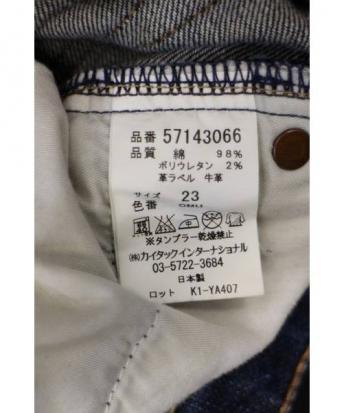 品番 57143066
品質 綿 98%
ポリウレタン 2%
革ラベル 牛革
サイズ 23
色番 OMU
※タンブラー乾燥禁止
㈱カイタックインターナショナル
03-5722-3684
日本製
ロット K1-YA407